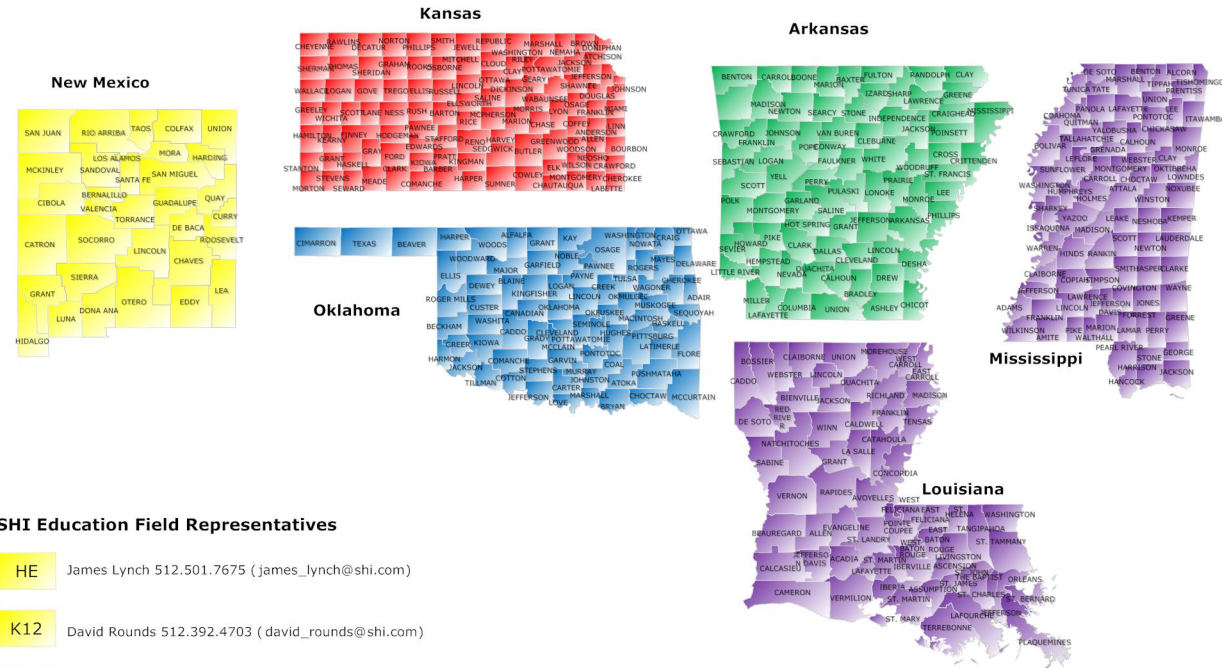 Kansas
Arkansas
New Mexico
CHEYENNE RAWLINS DECATUR NORTON PHILLIPS SMITH JEWELL REPUBLIC WASHINGTON MARSHALL NEMAHA BROWN DONIPHAN
ATCHISON
SHERMAN THOMAS SHERIDAN GRAHAM ROOKS OSBORNE MITCHELL CLOUD CLAY RILEY POTTAWATOMIE JACKSON
JEFFERSON
WALLACE LOGAN GOVE TREGO ELLIS RUSSELL LINCOLN OTTAWA DICKINSON GEARY WABAUNSEE SHAWNEE DOUGLAS JOHNSON
SALINE
ELLSWORTH
GREELEY WICHITA SCOTT LANE NESS RUSH BARTON RICE MCPHERSON MARION MORRIS CHASE LYON OSAGE FRANKLIN MIAMI
COFFEY ANDERSON LINN
HAMILTON KEARNY FINNEY HODGEMAN PAWNEE STAFFORD RENO HARVEY
EDWARDS SEDGWICK BUTLER GREENWOOD WOODSON ALLEN BOURBON
STANTON GRANT HASKELL GRAY FORD CLARK KIOWA PRATT BARBER KINGMAN ELK WILSON NEOSHO CRAWFORD
MORTON STEVENS SEWARD MEADE COMANCHE HARPER SUMNER COWLEY CHAUTAUQUA MONTGOMERY LABETTE CHEROKEE
SAN JUAN RIO ARRIBA TAOS COLFAX UNION
LOS ALAMOS MORA HARDING
MCKINLEY SANDOVAL SANTA FE SAN MIGUEL
BERNALILLO
CIBOLA VALENCIA GUADALUPE QUAY
TORRANCE CURRY
DE BACA
CATRON SOCORRO ROOSEVELT
LINCOLN CHAVES
SIERRA
GRANT OTERO EDDY LEA
LUNA DONA ANA
HIDALGO
BENTON CARROLL BOONE MARION BAXTER FULTON RANDOLPH CLAY
IZARD SHARP LAWRENCE GREENE
MADISON NEWTON SEARCY STONE INDEPENDENCE CRAIGHEAD MISSISSIPPI
JACKSON POINSETT
CRAWFORD FRANKLIN JOHNSON POPE VAN BUREN CLEBURNE
CONWAY CROSS CRITTENDEN
SEBASTIAN LOGAN FAULKNER WHITE WOODRUFF ST. FRANCIS
YELL PERRY PRAIRIE
SCOTT PULASKI LONOKE MONROE LEE
POLK GARLAND SALINE
MONTGOMERY HOT SPRING GRANT JEFFERSON ARKANSAS PHILLIPS
SEVIER HOWARD PIKE CLARK DALLAS CLEVELAND LINCOLN
LITTLE RIVER HEMPSTEAD NEVADA OUACHITA CALHOUN DREW DESHA
MILLER LAFAYETTE COLUMBIA UNION BRADLEY ASHLEY CHICOT
DE SOTO BENTON ALCORN
TUNICA TATE MARSHALL TIPPAH TISHOMINGO
PRENTISS
PANOLA LAFAYETTE UNION LEE
COAHOMA QUITMAN PONTOTOC ITAWAMBA
YALOBUSHA CHICKASAW
TALLAHATCHIE CALHOUN
BOLIVAR GRENADA MONROE
LEFLORE WEBSTER CLAY
SUNFLOWER MONTGOMERY OKTIBBEHA
WASHINGTON CARROLL CHOCTAW LOWNDES
HUMPHREYS HOLMES ATTALA WINSTON NOXUBEE
SHARKEY
ISSAQUENA YAZOO MADISON LEAKE NESHOBA KEMPER
WARREN SCOTT NEWTON LAUDERDALE
HINDS RANKIN
CLAIBORNE COPIAH SIMPSON SMITH JASPER CLARKE
JEFFERSON COVINGTON WAYNE
ADAMS LAWRENCE LINCOLN JEFFERSON DAVIS JONES
FRANKLIN FORREST GREENE
WILKINSON AMITE PIKE MARION WALTHALL LAMAR PERRY
PEARL RIVER GEORGE
STONE
HARRISON JACKSON
HANCOCK
Mississippi
CIMARRON TEXAS BEAVER HARPER WOODS ALFALFA GRANT KAY OSAGE WASHINGTON NOWATA CRAIG OTTAWA
WOODWARD MAJOR GARFIELD NOBLE PAWNEE ROGERS MAYES DELAWARE
ELLIS DEWEY BLAINE KINGFISHER LOGAN PAYNE CREEK TULSA WAGONER CHEROKEE
ROGER MILLS CUSTER CANADIAN OKLAHOMA LINCOLN OKMULGEE MUSKOGEE ADAIR
OKFUSKEE MCINTOSH SEQUOYAH
BECKHAM WASHITA CADDO CLEVELAND SEMINOLE HUGHES HASKELL
GREER KIOWA GRADY POTTAWATOMIE PITTSBURG
MCCLAIN LATIMER LE FLORE
HARMON JACKSON COMANCHE GARVIN PONTOTOC COAL
TILLMAN COTTON STEPHENS MURRAY JOHNSTON ATOKA PUSHMATAHA
CARTER
JEFFERSON LOVE MARSHALL BRYAN CHOCTAW MCCURTAIN
Oklahoma
BOSSIER CLAIBORNE UNION MOREHOUSE WEST CARROLL
EAST CARROLL
CADDO WEBSTER LINCOLN OUACHITA
BIENVILLE JACKSON RICHLAND MADISON
DE SOTO RED RIVER WINN CALDWELL FRANKLIN TENSAS
NATCHITOCHES CATAHOULA
SABINE GRANT LA SALLE CONCORDIA
VERNON RAPIDES AVOYELLES
Louisiana
WEST FELICIANA EAST FELICIANA ST. HELENA WASHINGTON
TANGIPAHOA
BEAUREGARD ALLEN EVANGELINE ST. LANDRY POINTE COUPEE EAST BATON ROUGE ST. TAMMANY
WEST BATON ROUGE LIVINGSTON
CALCASIEU JEFFERSON DAVIS ACADIA LAFAYETTE ST. MARTIN IBERVILLE ASCENSION
ST. JOHN THE BAPTIST ORLEANS
CAMERON VERMILION IBERIA ASSUMPTION ST. JAMES ST. CHARLES ST. BERNARD
ST. MARTIN JEFFERSON
ST. MARY LAFOURCHE
TERREBONNE PLAQUEMINES
SHI Education Field Representatives
HE James Lynch 512.501.7675 (james_lynch@shi.com)
K12 David Rounds 512.392.4703 (david_rounds@shi.com)